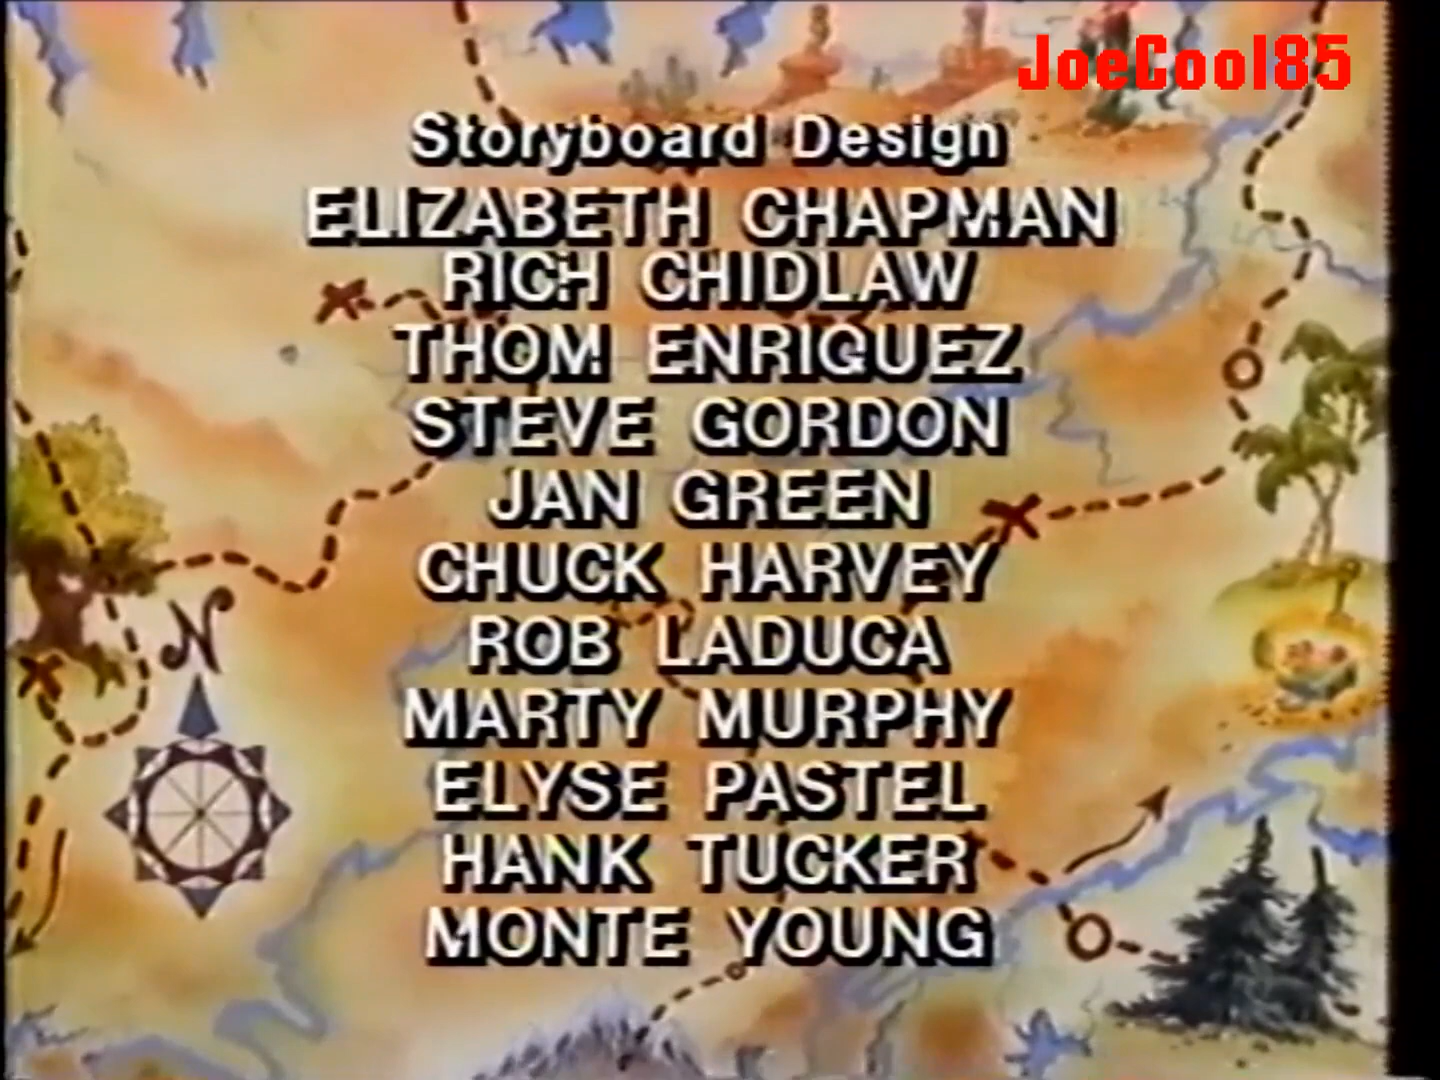 JoeCool85
Storyboard Design
ELIZABETH CHAPMAN
RICH CHIDLAW
THOM ENRIQUEZ
STEVE GORDON
JAN GREEN
CHUCK HARVEY
ROB LADUCA
MARTY MURPHY
ELYSE PASTEL
HANK TUCKER
MONTE YOUNG
N